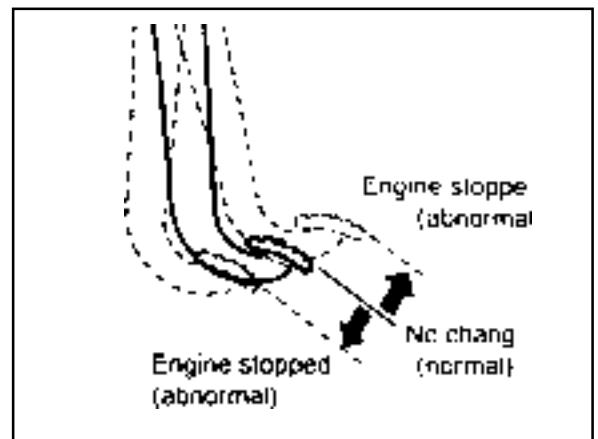 Engine stoppe
(abnormal
No chang
(normal)
Engine stopped
(abnormal)